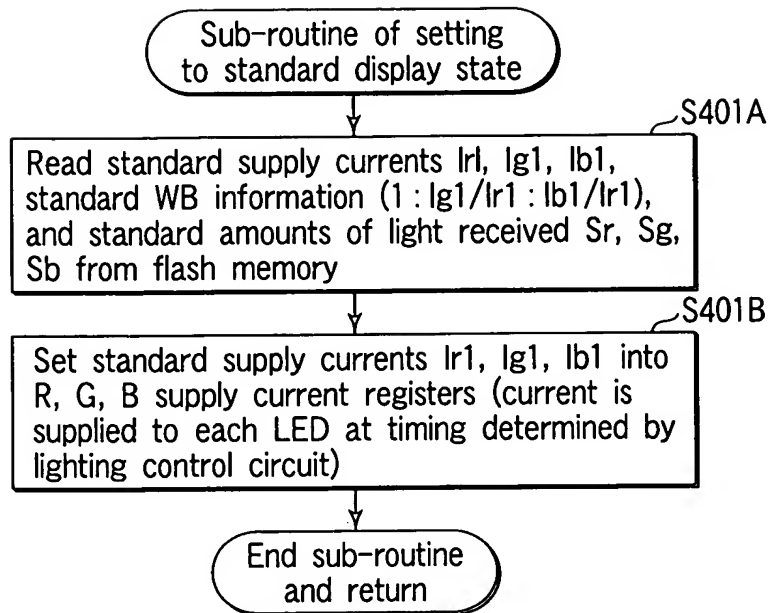 Sub-routine of setting
to standard display state
S401A
Read standard supply currents Irl, Ig1, Ib1,
standard WB information (1 : Ig1/Ir1 : Ib1/Ir1),
and standard amounts of light received Sr, Sg,
Sb from flash memory
S401B
Set standard supply currents Ir1, Ig1, Ib1 into
R, G, B supply current registers (current is
supplied to each LED at timing determined by
lighting control circuit)
End sub-routine
and return